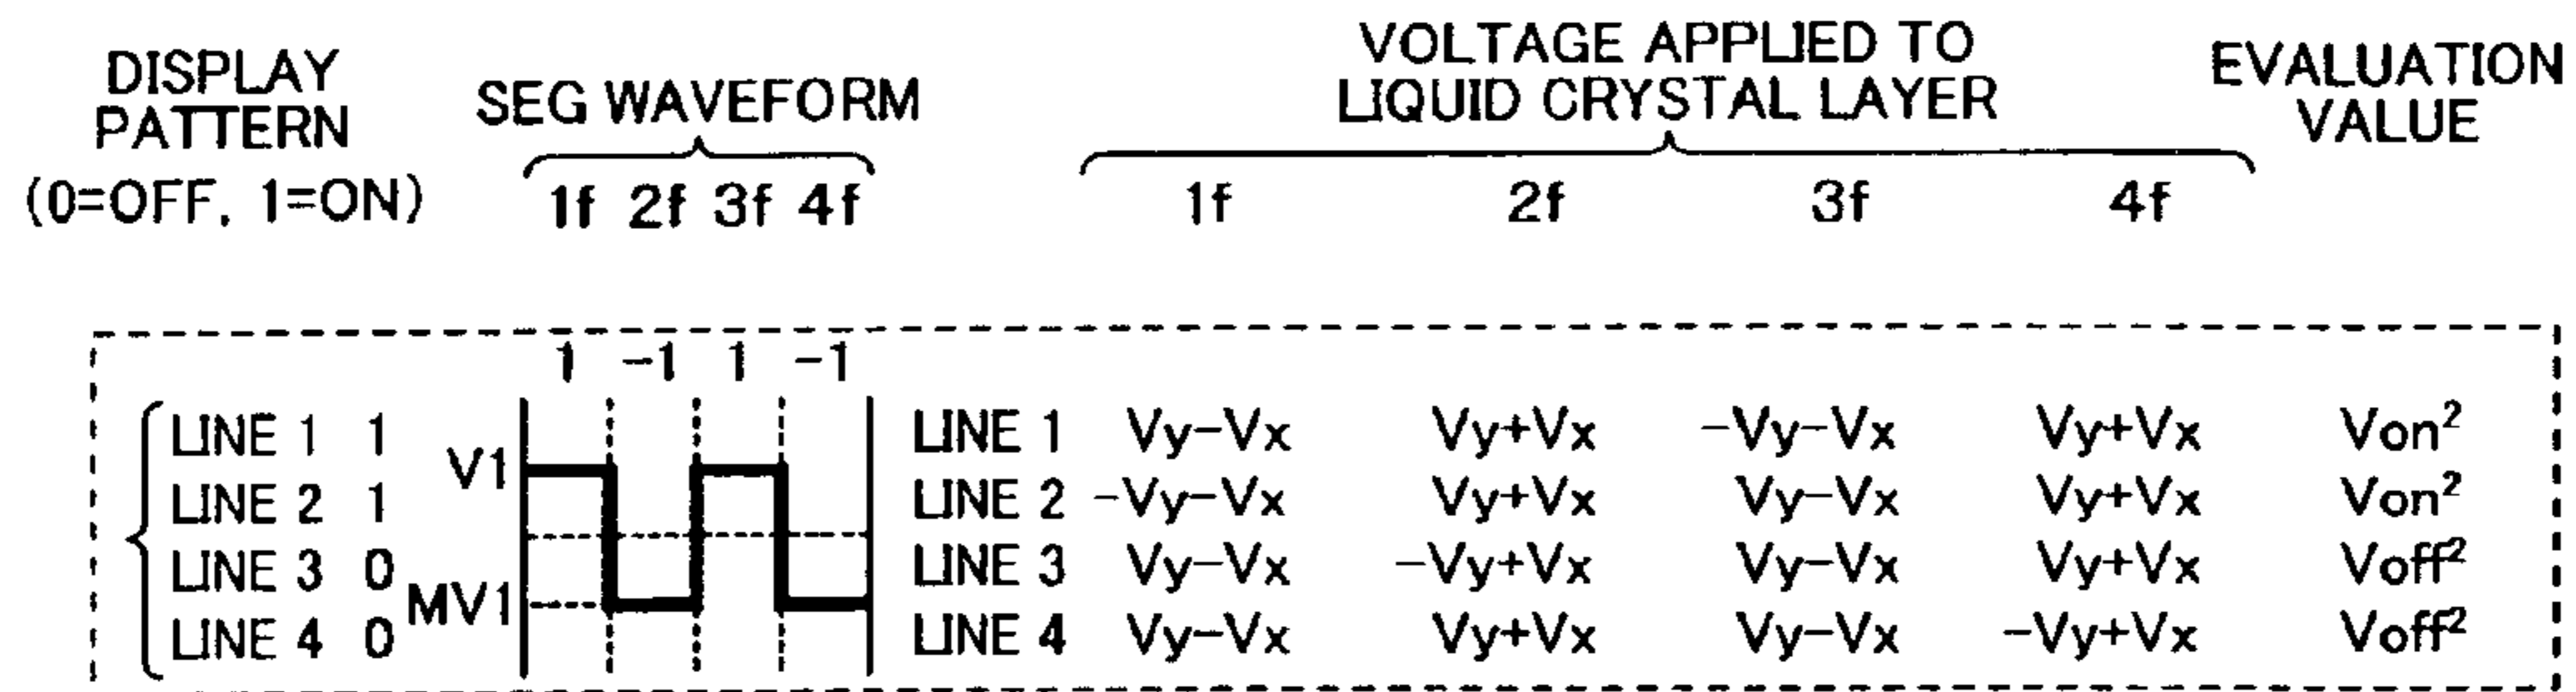 DISPLAY PATTERN (0=OFF, 1=ON)
SEG WAVEFORM
1f 2f 3f 4f
VOLTAGE APPLIED TO LIQUID CRYSTAL LAYER
1f 2f 3f 4f
EVALUATION VALUE
1 -1 1 -1
LINE 1 1
LINE 2 1
LINE 3 0
LINE 4 0
V1
MV1
LINE 1 Vy-Vx Vy+Vx -Vy-Vx Vy+Vx Von²
LINE 2 -Vy-Vx Vy+Vx Vy-Vx Vy+Vx Von²
LINE 3 Vy-Vx -Vy+Vx Vy-Vx Vy+Vx Voff²
LINE 4 Vy-Vx Vy+Vx Vy-Vx -Vy+Vx Voff²